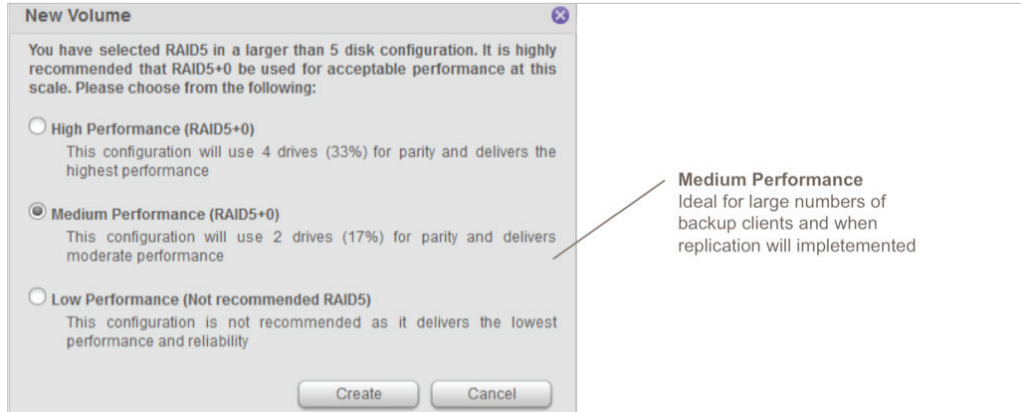 New Volume
You have selected RAID5 in a larger than 5 disk configuration. It is highly
recommended that RAID5+0 be used for acceptable performance at this
scale. Please choose from the following:
High Performance (RAID5+0)
This configuration will use 4 drives (33%) for parity and delivers the
highest performance
Medium Performance (RAID5+0)
This configuration will use 2 drives (17%) for parity and delivers
moderate performance
Low Performance (Not recommended RAID5)
This configuration is not recommended as it delivers the lowest
performance and reliability
Create
Cancel
Medium Performance
Ideal for large numbers of
backup clients and when
replication will impletemented